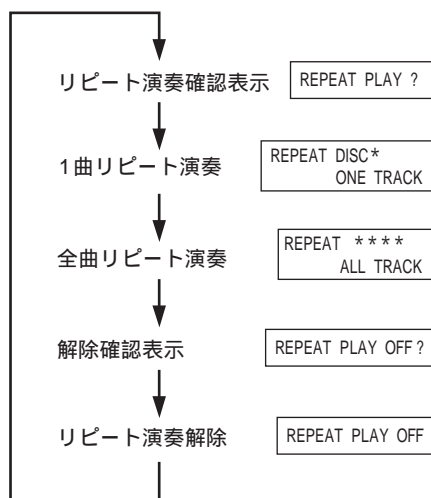 リピート演奏確認表示
REPEAT PLAY ?
1曲リピート演奏
REPEAT DISC*
ONE TRACK
全曲リピート演奏
REPEAT ****
ALL TRACK
解除確認表示
REPEAT PLAY OFF?
リピート演奏解除
REPEAT PLAY OFF